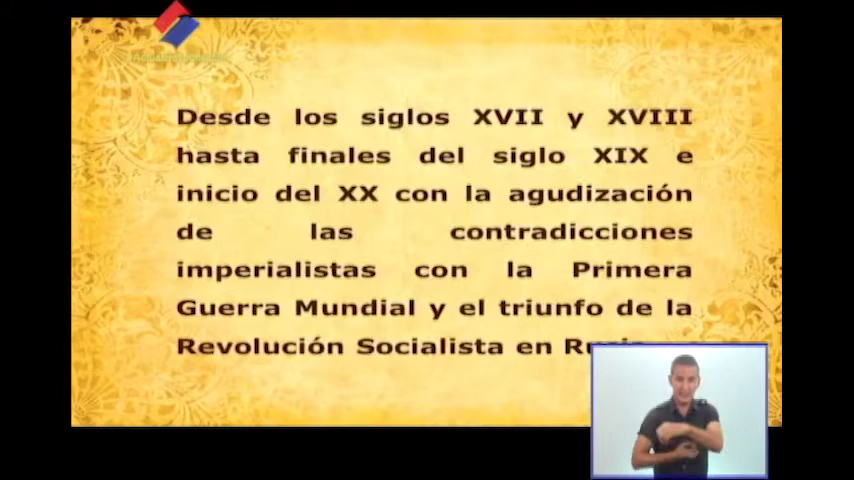 Desde los siglos XVII y XVIII
hasta finales del siglo XIX e
inicio del XX con la agudización
de las contradicciones
imperialistas con la Primera
Guerra Mundial y el triunfo de la
Revolución Socialista en